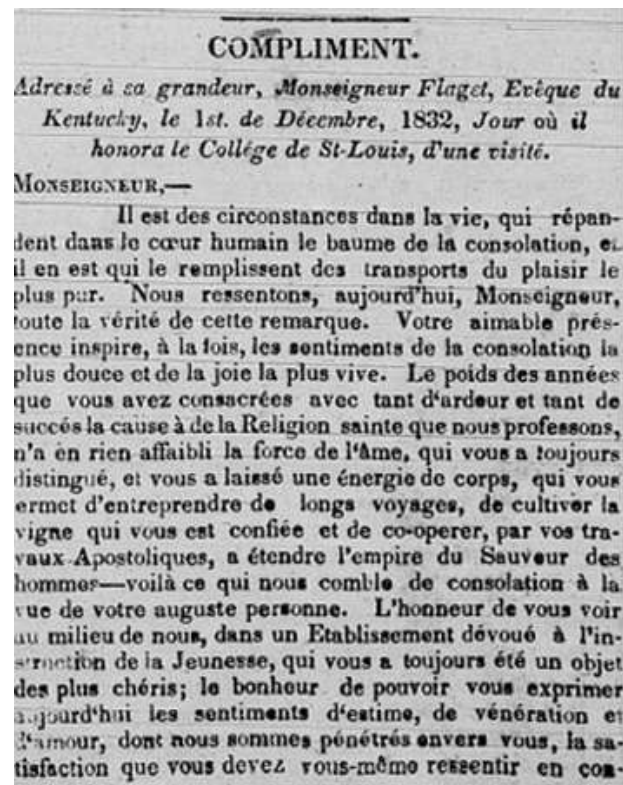 COMPLIMENT.
Adressé à sa grandeur, Monseigneur Flaget, Evêque du
Kentucky, le 1st. de Décembre, 1832, Jour où il
honora le Collége de St-Louis, d'une visité.
MONSEIGNEUR,—
Il est des circonstances dans la vie, qui répan-
dent dans le cœur humain le baume de la consolation, et
il en est qui le remplissent des transports du plaisir le
plus pur. Nous ressentons, aujourd'hui, Monseigneur,
toute la vérité de cette remarque. Votre aimable prés-
ence inspire, à la fois, les sentiments de la consolation la
plus douce et de la joie la plus vive. Le poids des années
que vous avez consacrées avec tant d'ardeur et tant de
succés la cause à de la Religion sainte que nous professons,
n'a en rien affaibli la force de l'âme, qui vous a toujours
distingué, et vous a laissé une énergie de corps, qui vous
ermet d'entreprendre de longs voyages, de cultiver la
vigne qui vous est confiée et de co-operer, par vos tra-
vaux Apostoliques, a étendre l'empire du Sauveur des
hommes—voilà ce qui nous comble de consolation à la
vue de votre auguste personne. L'honneur de vous voir
au milieu de nous, dans un Etablissement dévoué à l'in-
struction de la Jeunesse, qui vous a toujours été un objet
des plus chéris; le bonheur de pouvoir vous exprimer
aujourd'hui les sentiments d'estime, de vénération et
d'amour, dont nous sommes pénétrés envers vous, la sa-
tisfaction que vous devez vous-même ressentir en con-